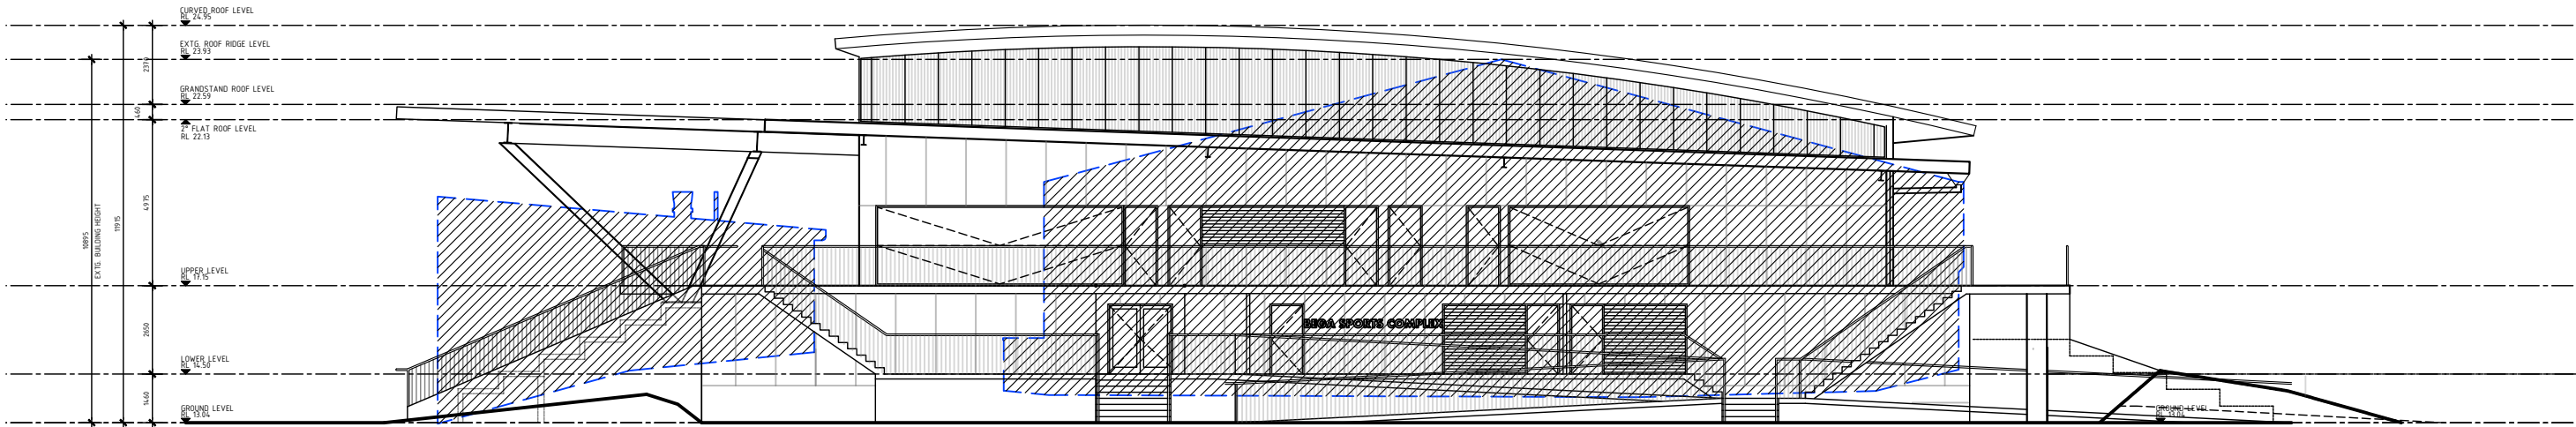 CURVED ROOF LEVEL
RL 24.95
EXTG. ROOF RIDGE LEVEL
RL 23.93
GRANDSTAND ROOF LEVEL
RL 22.59
2° FLAT ROOF LEVEL
RL 22.13
UPPER LEVEL
RL 17.15
LOWER LEVEL
RL 14.50
GROUND LEVEL
RL 13.04
10895
EXTG. BUILDING HEIGHT
11915
2370
460
4975
2650
1460
BEGA SPORTS COMPLEX
GROUND LEVEL
RL 13.04